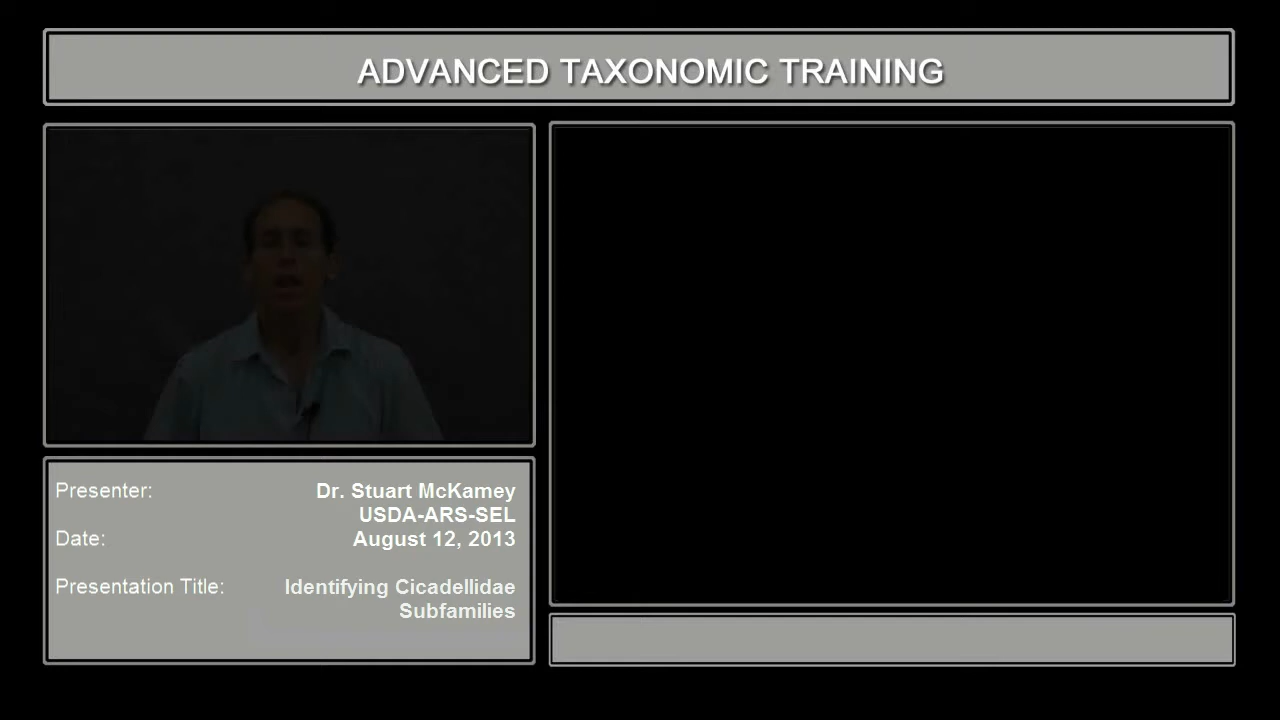 ADVANCED TAXONOMIC TRAINING
Presenter: Dr. Stuart McKamey
USDA-ARS-SEL
Date: August 12, 2013
Presentation Title: Identifying Cicadellidae
Subfamilies